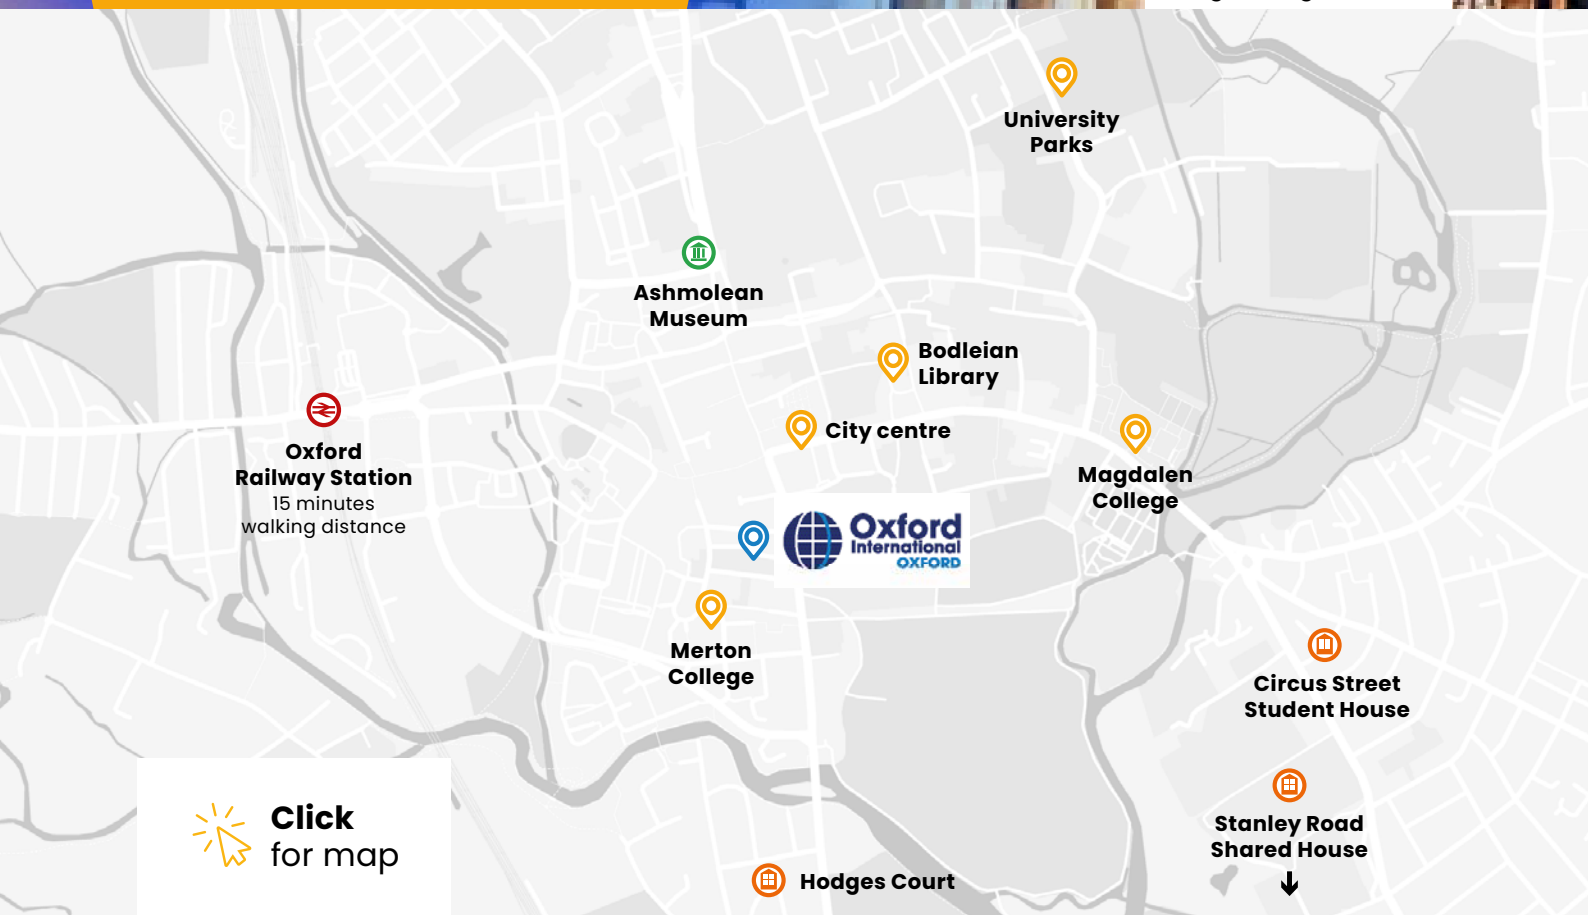 University
Parks
Ashmolean
Museum
Bodleian
Library
City centre
Oxford
Railway Station
15 minutes
walking distance
Magdalen
College
Oxford
International
OXFORD
Merton
College
Circus Street
Student House
Stanley Road
Shared House
Click
for map
Hodges Court